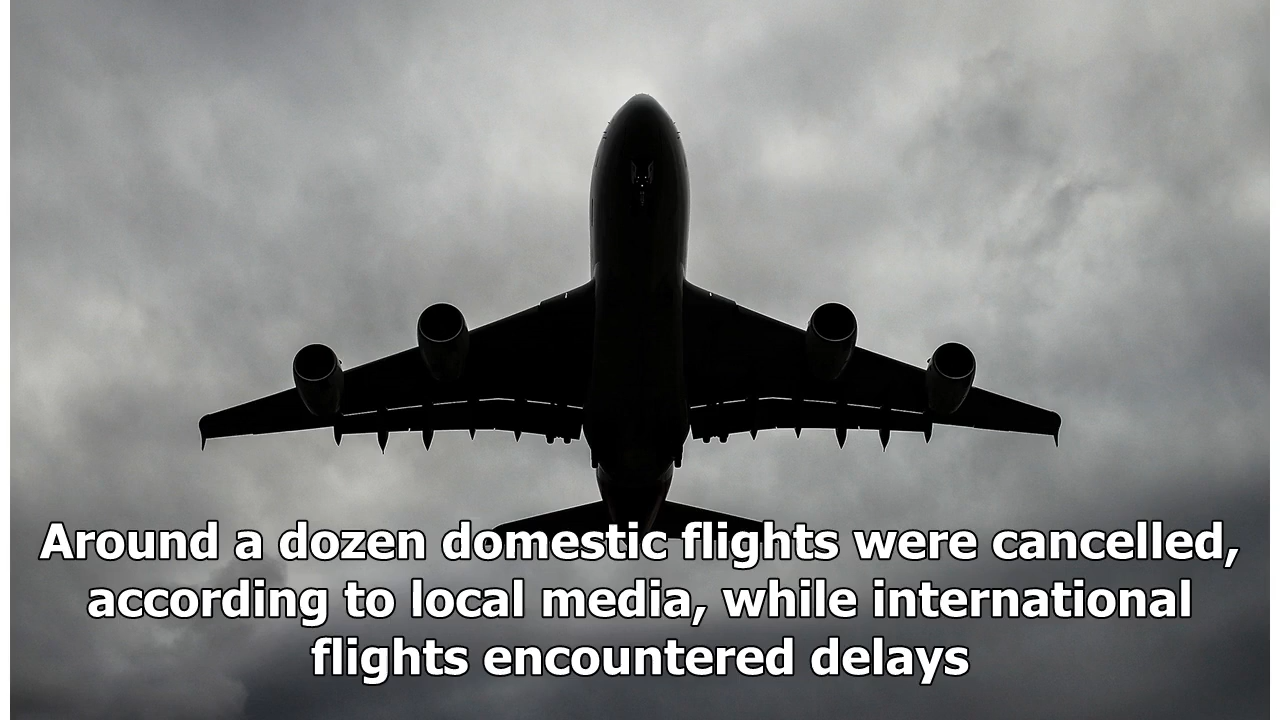 Around a dozen domestic flights were cancelled,
according to local media, while international
flights encountered delays